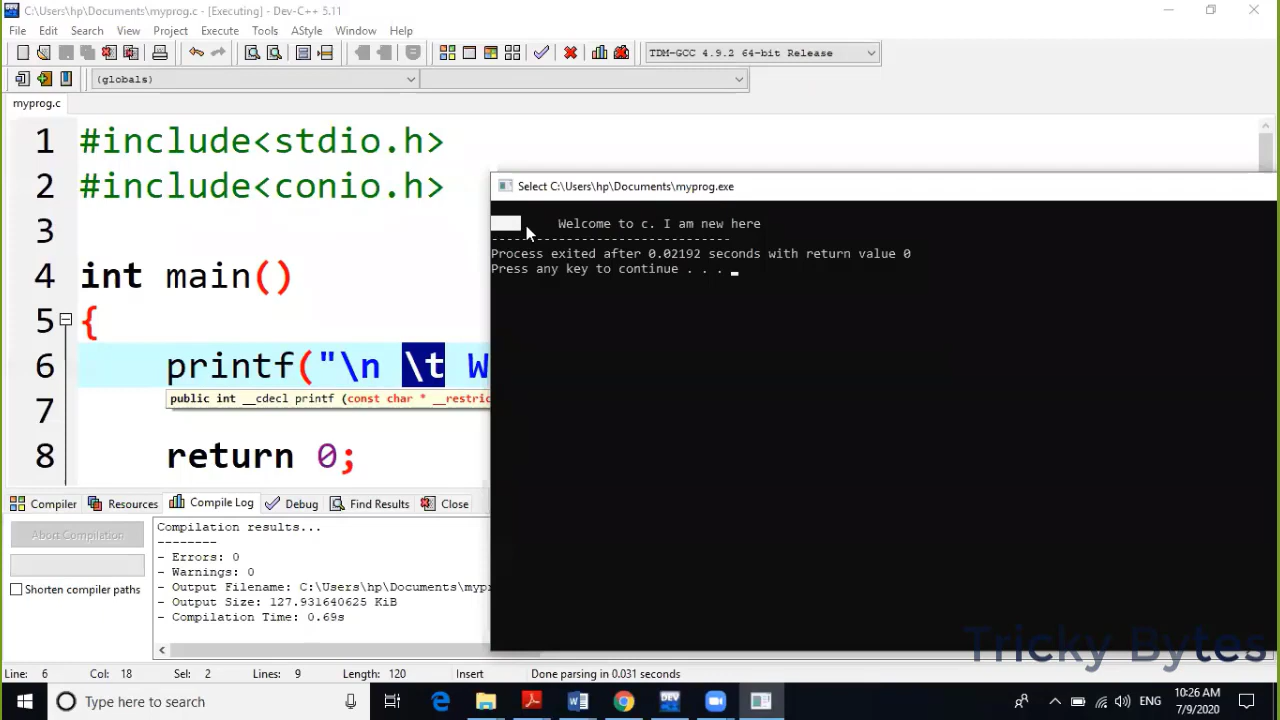 C:\Users\hp\Documents\myprog.c - [Executing] - Dev-C++ 5.11
File Edit Search View Project Execute Tools AStyle Window Help
TDM-GCC 4.9.2 64-bit Release
(globals)
myprog.c
1 #include<stdio.h>
2 #include<conio.h>
3
4 int main()
5 {
6 printf("\n \t W
public int __cdecl printf (const char * __restric
7
8 return 0;
Select C:\Users\hp\Documents\myprog.exe
Welcome to c. I am new here
--------------------------------
Process exited after 0.02192 seconds with return value 0
Press any key to continue . . .
Compiler Resources Compile Log Debug Find Results Close
Abort Compilation
Shorten compiler paths
Compilation results...
--------
- Errors: 0
- Warnings: 0
- Output Filename: C:\Users\hp\Documents\mypr
- Output Size: 127.931640625 KiB
- Compilation Time: 0.69s
Tricky Bytes
Line: 6 Col: 18 Sel: 2 Lines: 9 Length: 120 Insert Done parsing in 0.031 seconds
Type here to search
DEV
ENG
10:26 AM
7/9/2020